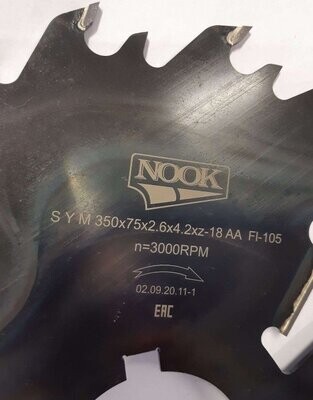 NOOK
S Y M 350x75x2.6x4.2xz-18 AA FI-105
n=3000RPM
02.09.20.11-1
EAC